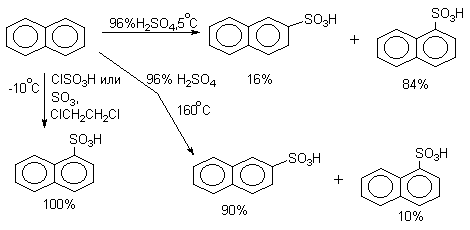 96%H₂SO₄,5°C
SO₃H
SO₃H
+
16%
84%
-10°C
ClSO₃H или
SO₃,
ClCH₂CH₂Cl
96% H₂SO₄
160°C
SO₃H
100%
SO₃H
+
SO₃H
90%
10%